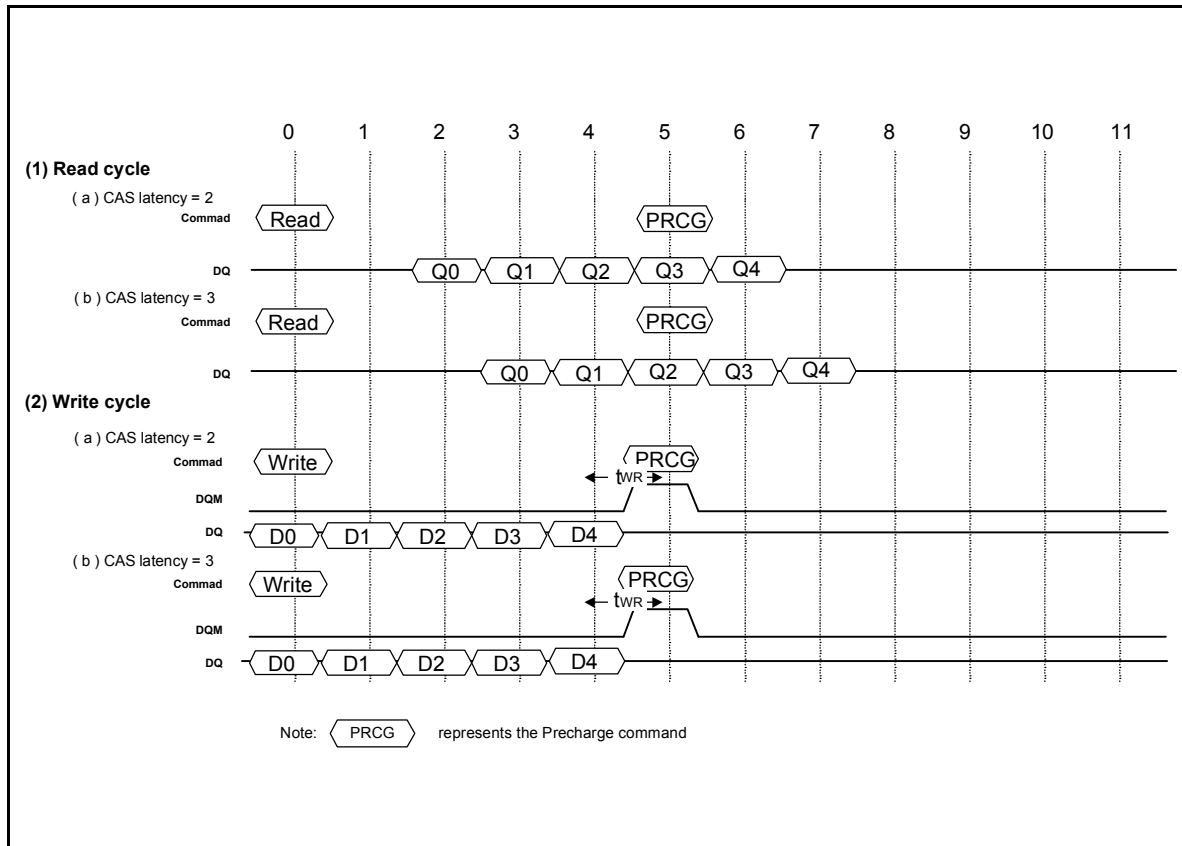 0 1 2 3 4 5 6 7 8 9 10 11
(1) Read cycle
( a ) CAS latency = 2
Commad Read PRCG
DQ Q0 Q1 Q2 Q3 Q4
( b ) CAS latency = 3
Commad Read PRCG
DQ Q0 Q1 Q2 Q3 Q4
(2) Write cycle
( a ) CAS latency = 2
Commad Write PRCG
tWR
DQM
DQ D0 D1 D2 D3 D4
( b ) CAS latency = 3
Commad Write PRCG
tWR
DQM
DQ D0 D1 D2 D3 D4
Note: PRCG represents the Precharge command